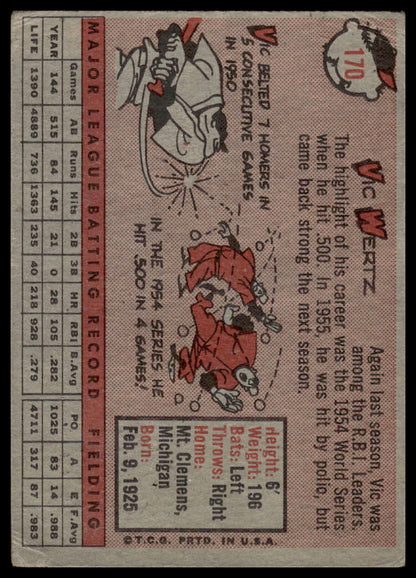 170
VIC WERTZ
Again last season, Vic was
among the R.B.I. Leaders.
The highlight of his career was the 1954 World Series
when he hit .500. In 1955, he was hit by polio, but
came back strong the next season.
VIC BELTED 7 HOMERS IN
5 CONSECUTIVE GAMES
IN 1950
IN THE 1954 SERIES HE
HIT .500 IN 4 GAMES!
Height: 6'
Weight: 196
Bats: Left
Throws: Right
Home:
Mt. Clemens,
Michigan
Born:
Feb. 9, 1925
© T.C.G. PRTD. IN U.S.A.
MAJOR LEAGUE BATTING RECORD FIELDING
Games AB Runs Hits 2B 3B HR RBI B.Avg PO A E F.Avg
YEAR 144 515 84 145 21 0 28 105 .282 1025 83 14 .988
LIFE 1390 4889 736 1363 235 40 218 928 .279 4711 317 87 .983